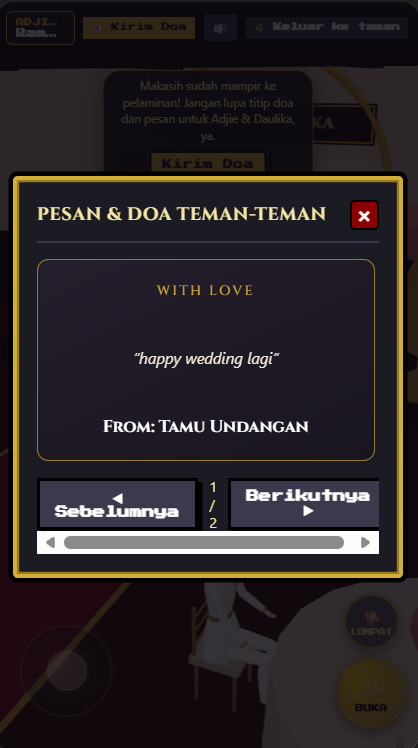 ADJI…
Ram…
Kirim Doa
Keluar ke taman
Makasih sudah mampir ke
pelaminan! Jangan lupa titip doa
dan pesan untuk Adjie & Daulika,
ya.
KA
Kirim Doa
PESAN & DOA TEMAN-TEMAN
×
WITH LOVE
“happy wedding lagi”
From: Tamu Undangan
◀
Sebelumnya
1
/
2
Berikutnya
▶
LOMPAT
BUKA